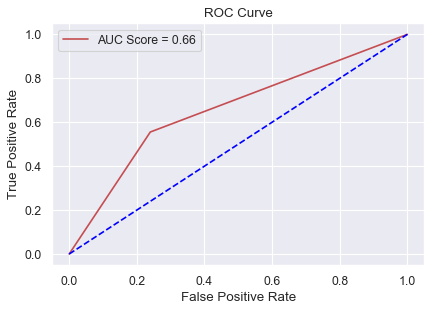 ROC Curve
AUC Score = 0.66
True Positive Rate
1.0
0.8
0.6
0.4
0.2
0.0
0.0 0.2 0.4 0.6 0.8 1.0
False Positive Rate